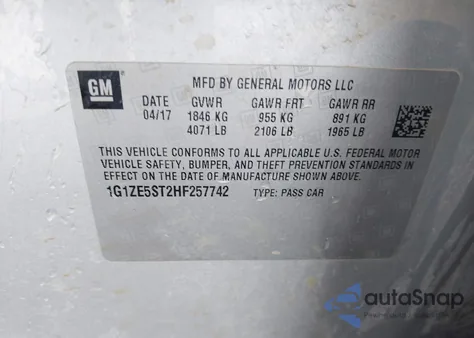 GM
MFD BY GENERAL MOTORS LLC
DATE GVWR GAWR FRT GAWR RR
04/17 1846 KG 955 KG 891 KG
4071 LB 2106 LB 1965 LB
THIS VEHICLE CONFORMS TO ALL APPLICABLE U.S. FEDERAL MOTOR
VEHICLE SAFETY, BUMPER, AND THEFT PREVENTION STANDARDS IN
EFFECT ON THE DATE OF MANUFACTURE SHOWN ABOVE.
1G1ZE5ST2HF257742 TYPE: PASS CAR
autoSnap